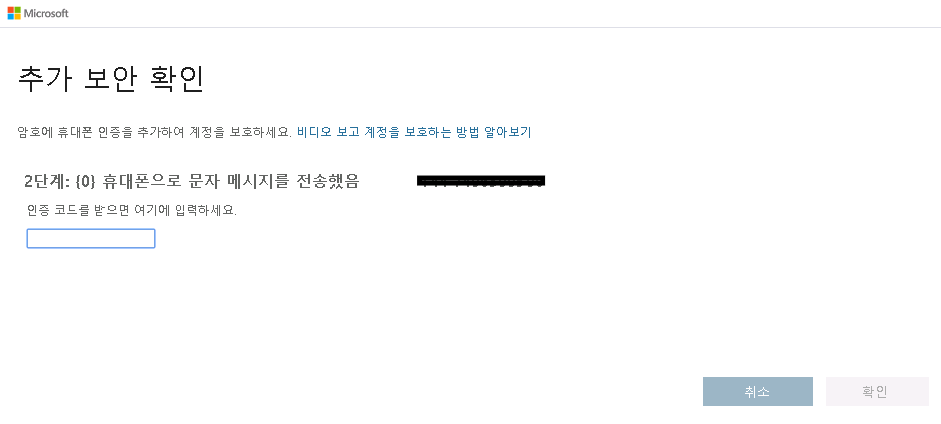 Microsoft
추가 보안 확인
암호에 휴대폰 인증을 추가하여 계정을 보호하세요. 비디오 보고 계정을 보호하는 방법 알아보기
2단계: {0} 휴대폰으로 문자 메시지를 전송했음
인증 코드를 받으면 여기에 입력하세요.
취소 확인